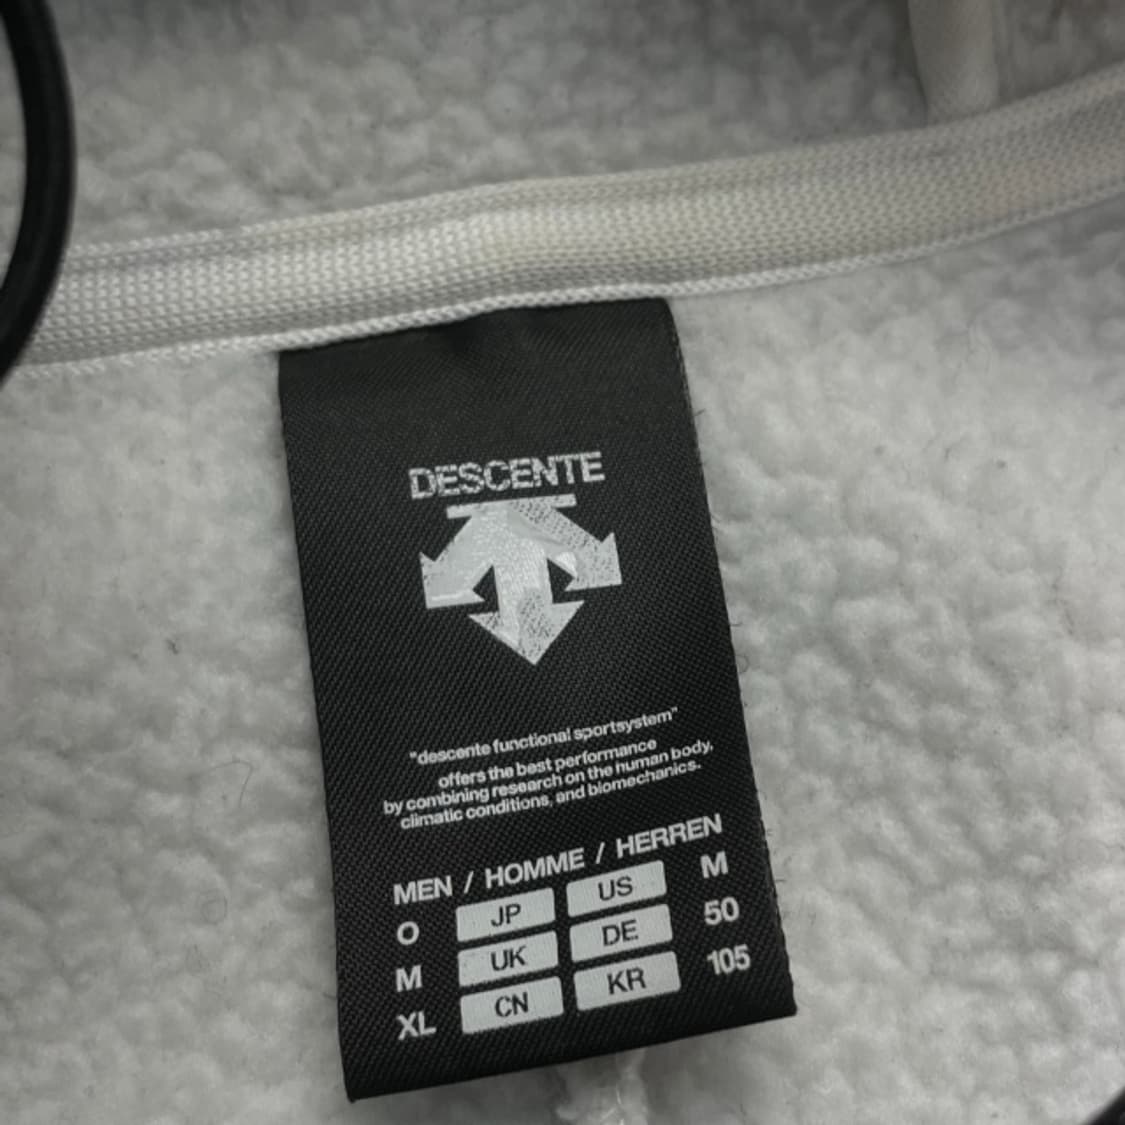 DESCENTE
"descente functional sportsystem"
offers the best performance
by combining research on the human body,
climatic conditions, and biomechanics.
MEN / HOMME / HERREN
O JP US M
M UK DE 50
XL CN KR 105